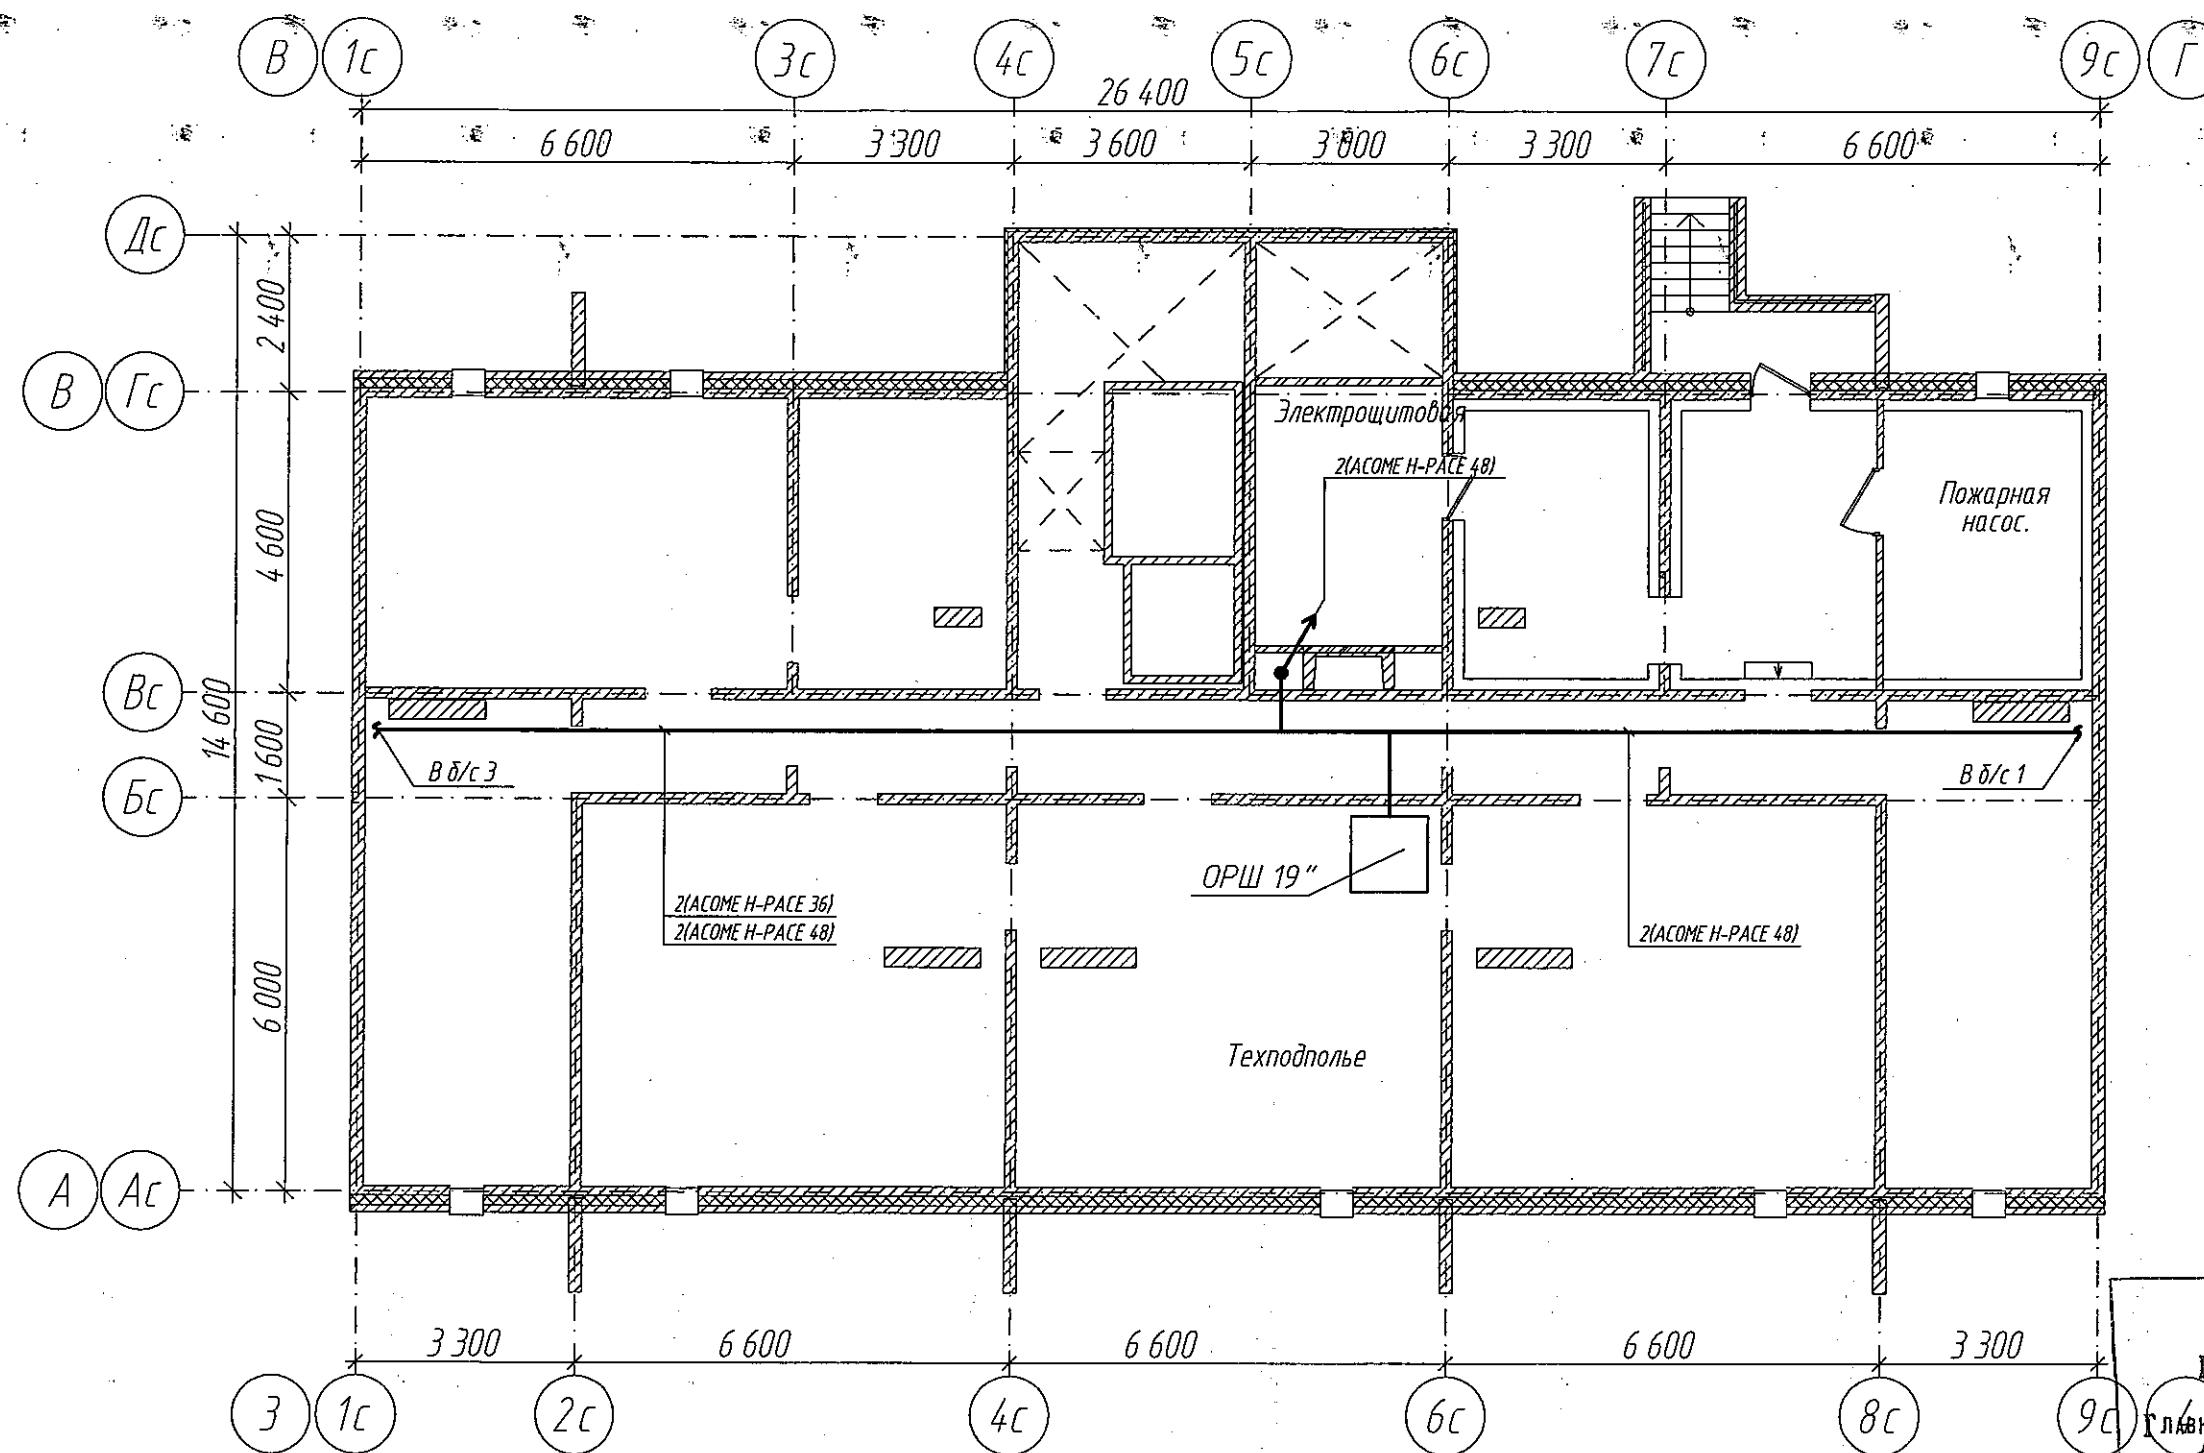 В 1с 3с 4с 5с 6с 7с 9с Г
26 400
6 600 3 300 3 600 3 000 3 300 6 600
Дс
2 400
В Гс
Электрощитовая
2(ACOME H-PACE 48)
Пожарная
насос.
4 600
Вс
14 600
1 600
В б/с 3
В б/с 1
Бс
ОРШ 19"
2(ACOME H-PACE 36)
2(ACOME H-PACE 48)
2(ACOME H-PACE 48)
6 000
Техподполье
А Ас
3 300 6 600 6 600 6 600 3 300
3 1с 2с 4с 6с 8с 9с 4